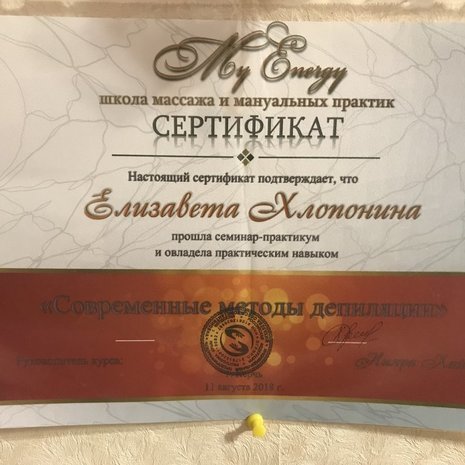 My Energy
школа массажа и мануальных практик
СЕРТИФИКАТ
Настоящий сертификат подтверждает, что
Елизавета Хлопонина
прошла семинар-практикум
и овладела практическим навыком
«Современные методы депиляции»
Руководитель курса:
11 августа 2018 г.